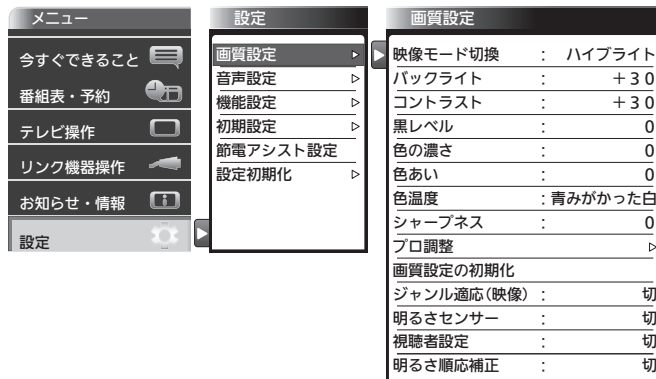 メニュー
今すぐできること
番組表・予約
テレビ操作
リンク機器操作
お知らせ・情報
設定
設定
画質設定
音声設定
機能設定
初期設定
節電アシスト設定
設定初期化
画質設定
映像モード切換 : ハイブライト
バックライト : +30
コントラスト : +30
黒レベル : 0
色の濃さ : 0
色あい : 0
色温度 : 青みがかった白
シャープネス : 0
プロ調整
画質設定の初期化
ジャンル適応(映像) : 切
明るさセンサー : 切
視聴者設定 : 切
明るさ順応補正 : 切